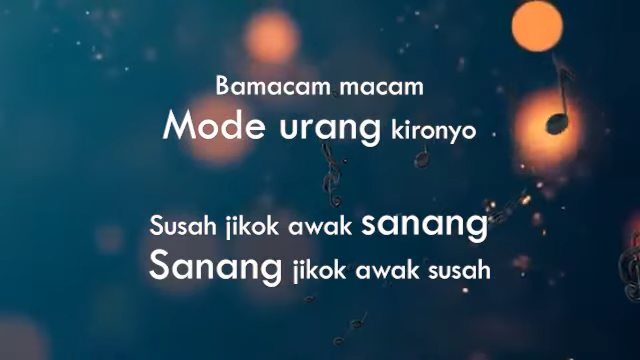 Bamacam macam
Mode urang kironyo
Susah jikok awak sanang
Sanang jikok awak susah